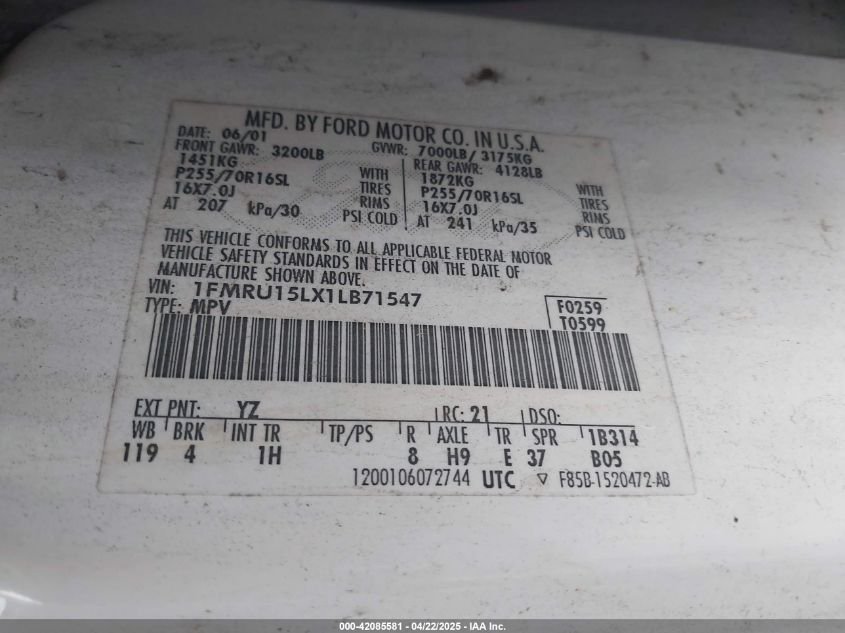 MFD. BY FORD MOTOR CO. IN U.S.A.
DATE: 06/01 GVWR: 7000LB/ 3175KG
FRONT GAWR: 3200LB REAR GAWR: 4128LB
1451KG WITH 1872KG WITH
P255/70R16SL TIRES P255/70R16SL TIRES
16X7.0J RIMS 16X7.0J RIMS
AT 207 kPa/30 PSI COLD AT 241 kPa/35 PSI COLD
THIS VEHICLE CONFORMS TO ALL APPLICABLE FEDERAL MOTOR
VEHICLE SAFETY STANDARDS IN EFFECT ON THE DATE OF
MANUFACTURE SHOWN ABOVE.
VIN: 1FMRU15LX1LB71547 F0259
TYPE: MPV T0599
EXT PNT: YZ RC: 21 DSO:
WB BRK INT TR TP/PS R AXLE TR SPR 1B314
119 4 1H 8 H9 E 37 B05
1200106072744 UTC ▽ F85B-1520472-AB
000-42085581 - 04/22/2025 - IAA Inc.